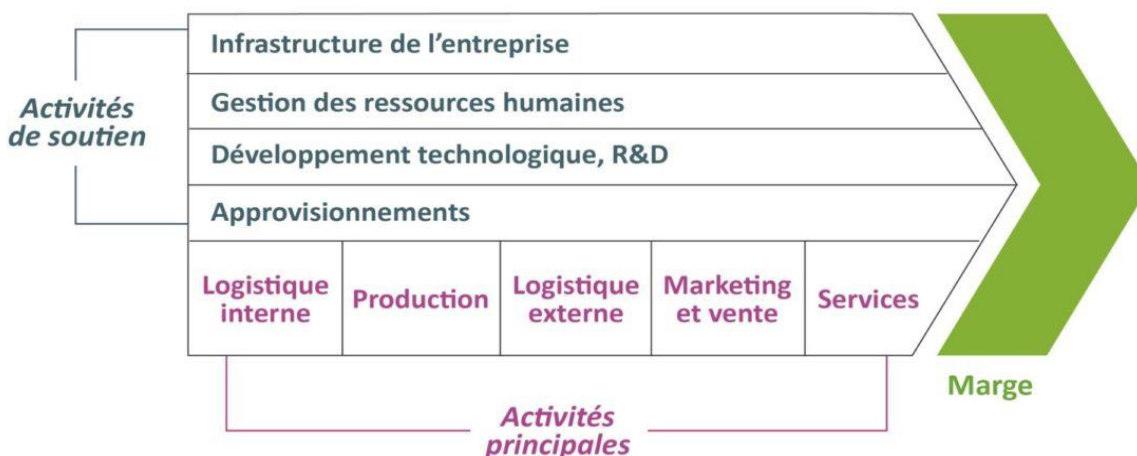 Infrastructure de l'entreprise
Gestion des ressources humaines
Activités
de soutien
Développement technologique, R&D
Approvisionnements
Logistique
interne
Production
Logistique
externe
Marketing
et vente
Services
Marge
Activités
principales